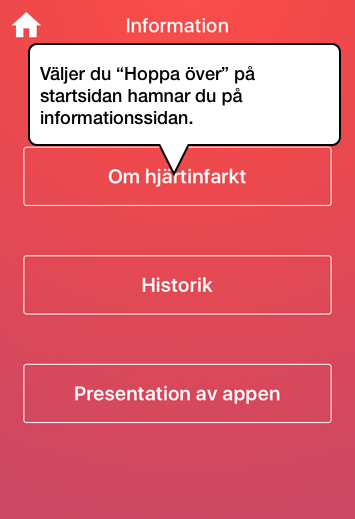 Information
Väljer du “Hoppa över” på
startsidan hamnar du på
informationssidan.
Om hjärtinfarkt
Historik
Presentation av appen